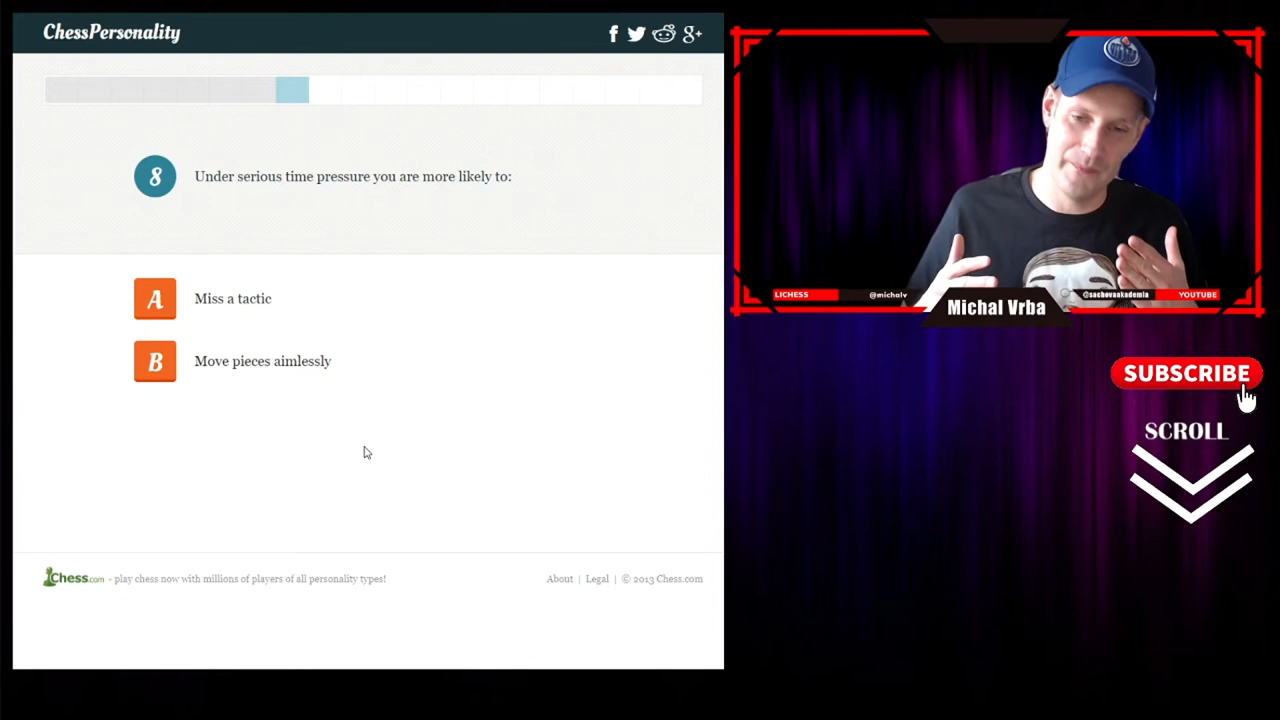 ChessPersonality
8
Under serious time pressure you are more likely to:
A
Miss a tactic
B
Move pieces aimlessly
Chess.com - play chess now with millions of players of all personality types!
About | Legal | © 2013 Chess.com
LICHESS
@michalv
@sachovaakademia
YOUTUBE
Michal Vrba
SUBSCRIBE
SCROLL